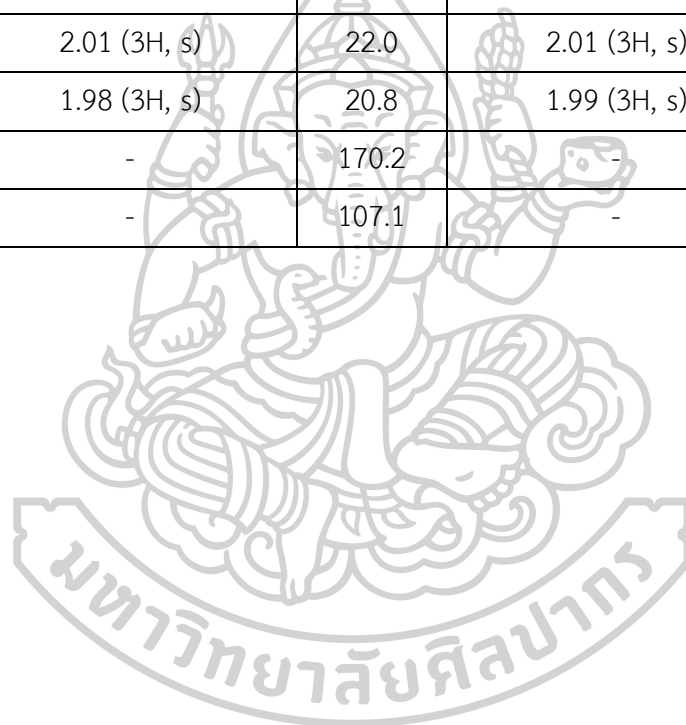 2.01 (3H, s) 22.0 2.01 (3H, s)
1.98 (3H, s) 20.8 1.99 (3H, s)
- 170.2 -
- 107.1 -
มหาวิทยาลัยศิลปากร